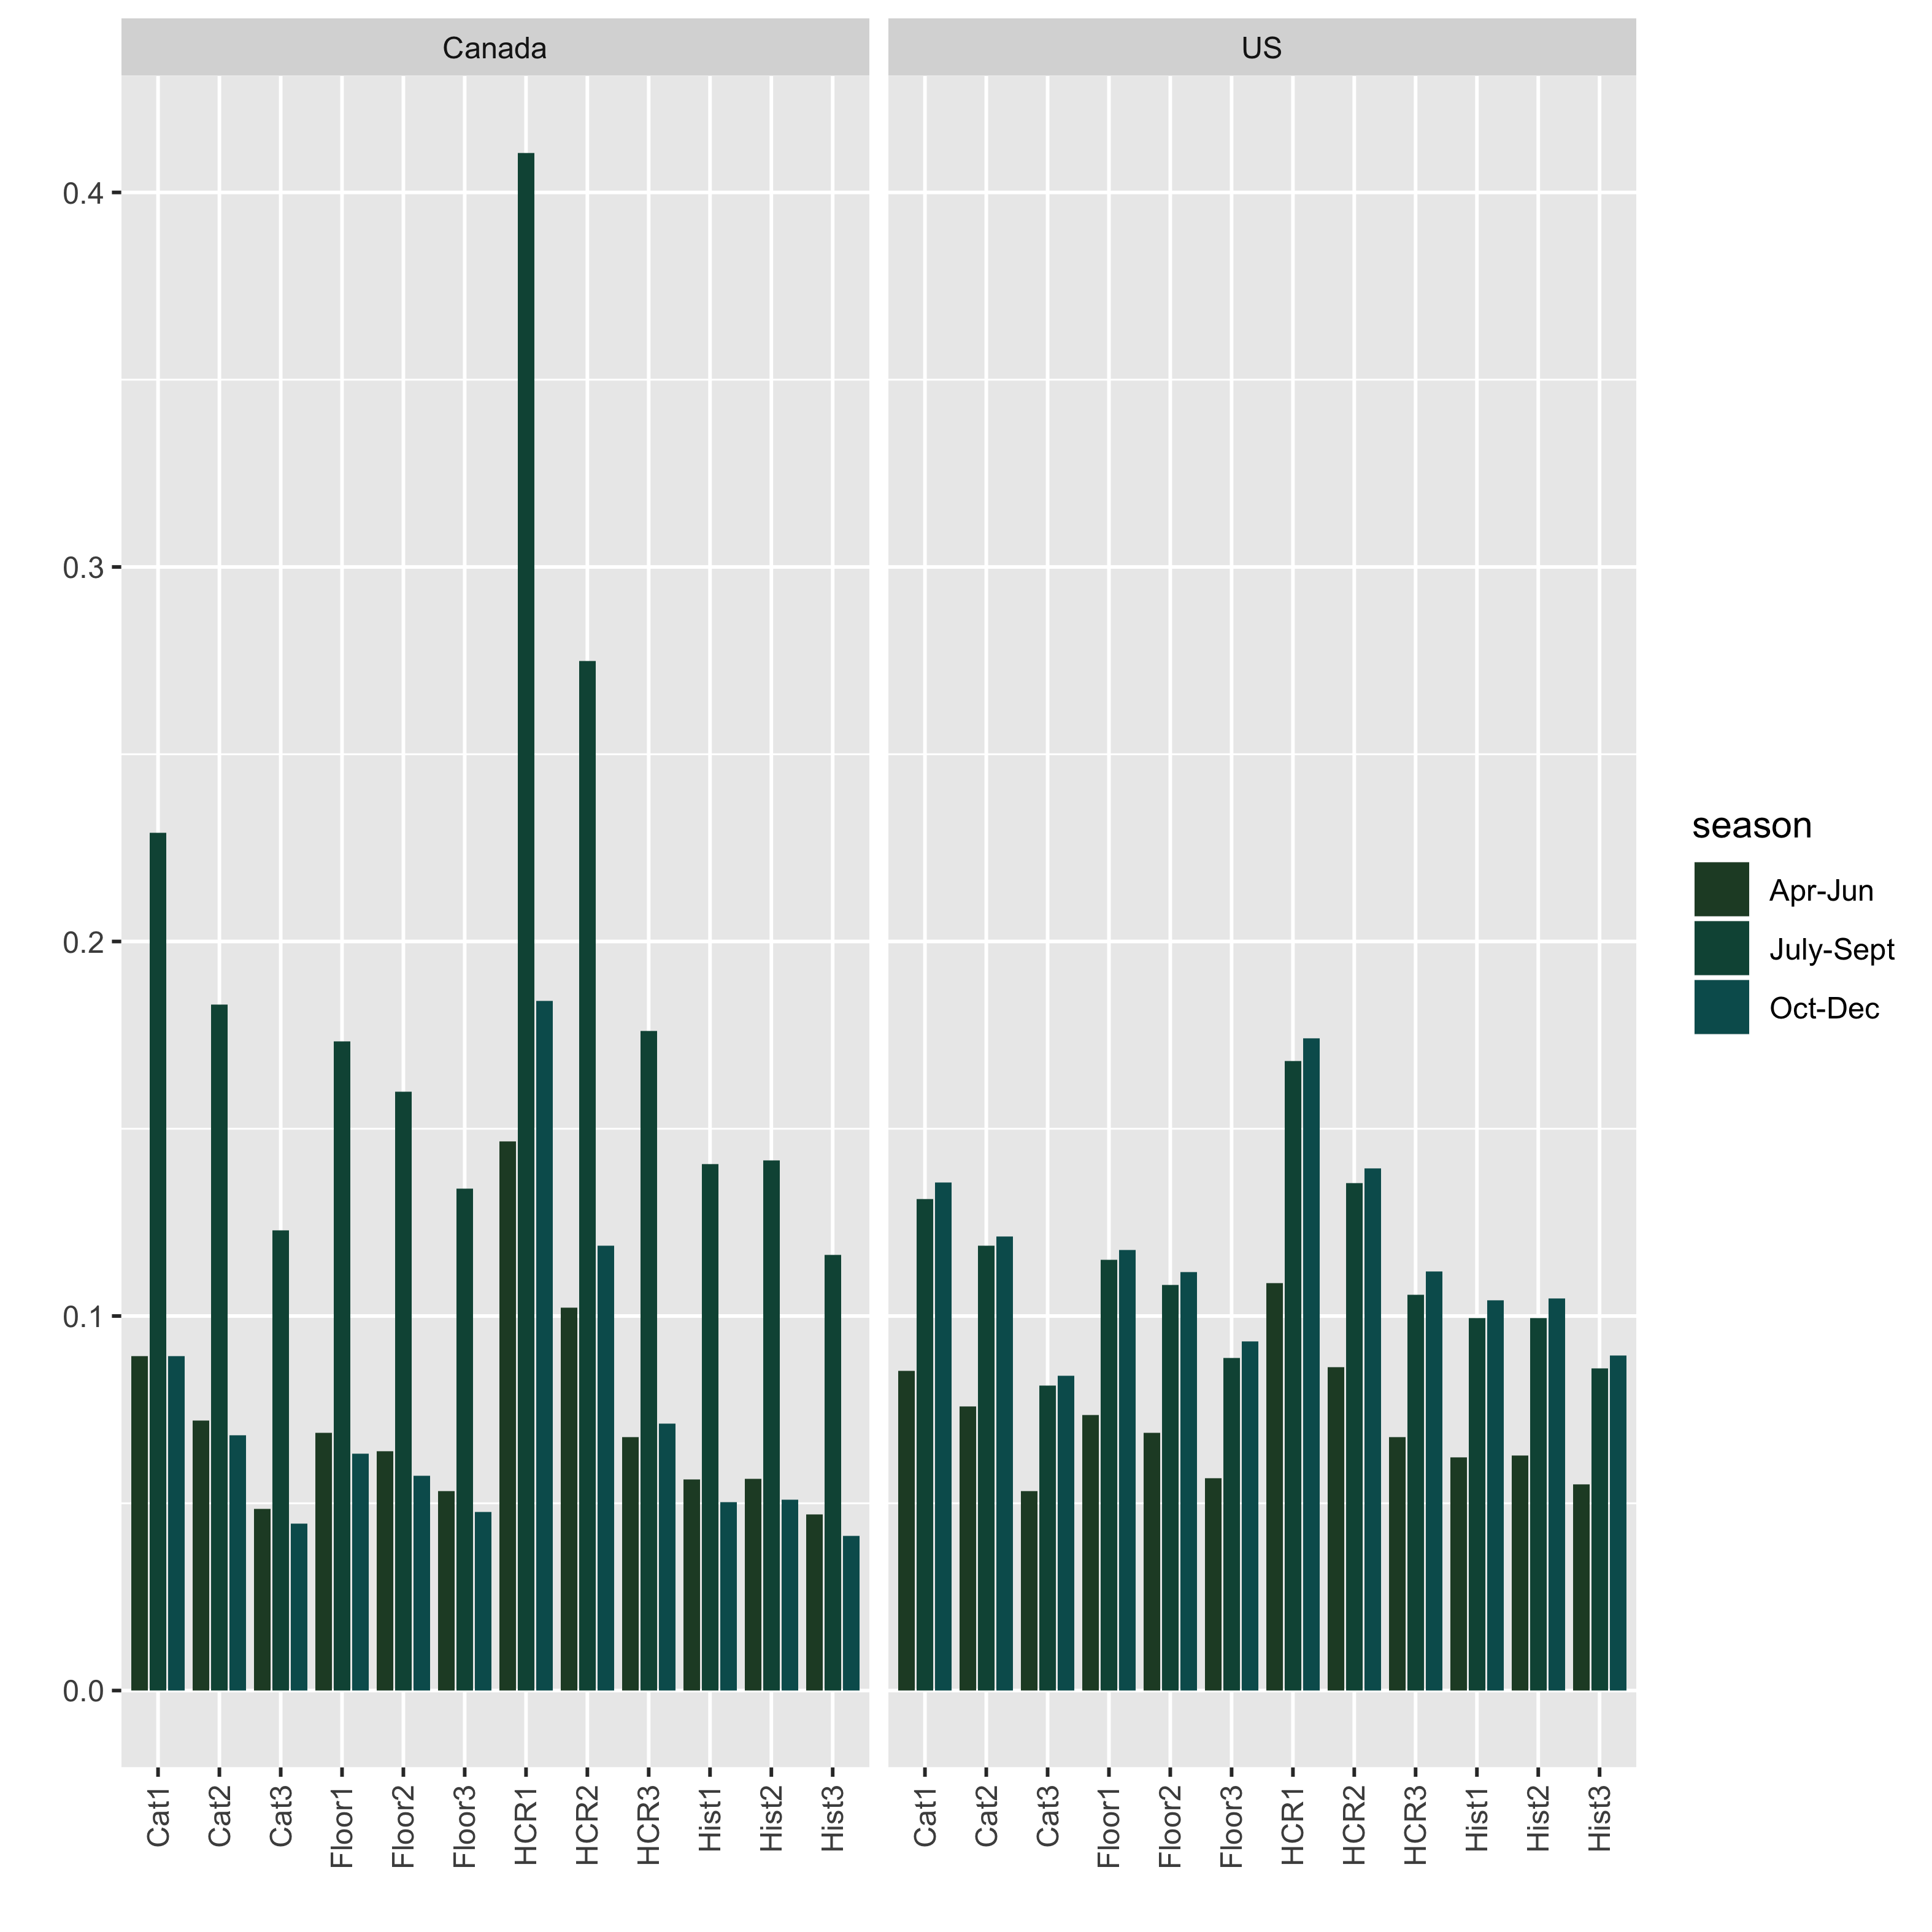 Canada
US
0.4
0.3
0.2
0.1
0.0
Cat1
Cat2
Cat3
Floor1
Floor2
Floor3
HCR1
HCR2
HCR3
Hist1
Hist2
Hist3
Cat1
Cat2
Cat3
Floor1
Floor2
Floor3
HCR1
HCR2
HCR3
Hist1
Hist2
Hist3
season
Apr-Jun
July-Sept
Oct-Dec